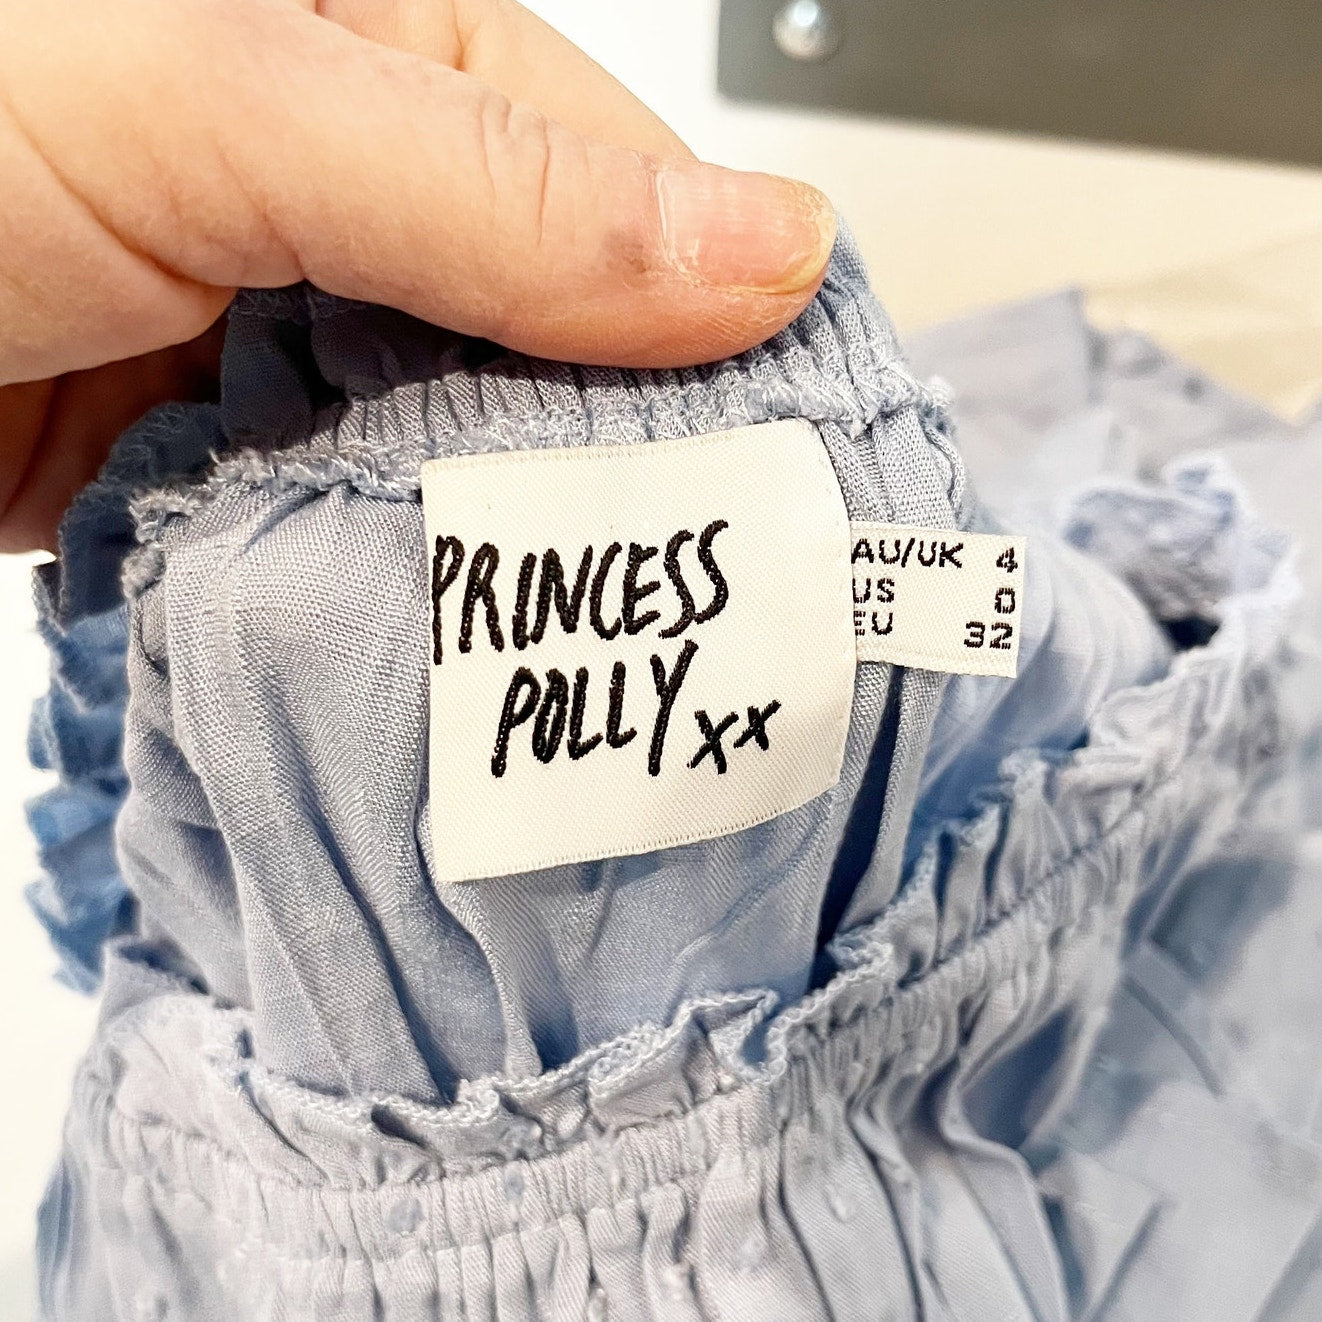 PRINCESS
POLLY xx
AU/UK 4
US 0
EU 32